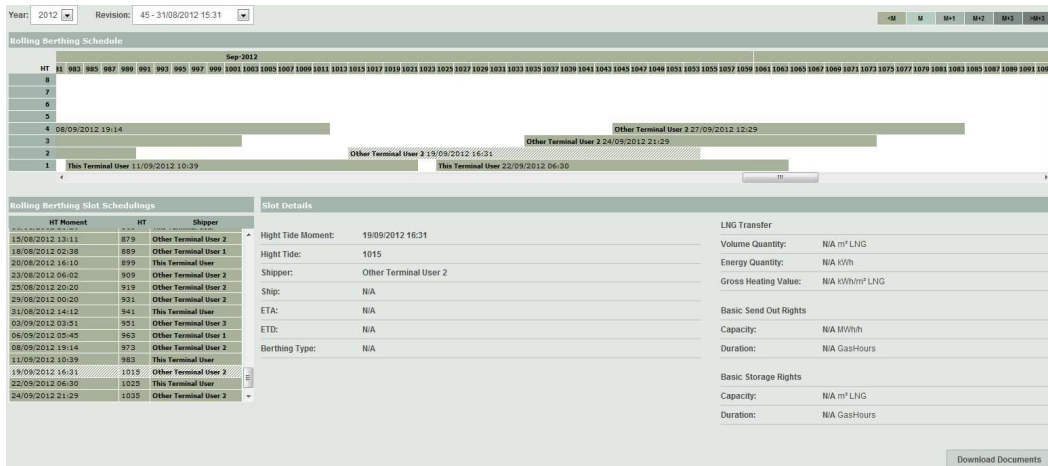 Year: 2012 Revision: 45 - 31/08/2012 15:31 <M M M+1 M+2 M+3 >M+3
Rolling Berthing Schedule
Sep-2012
HT 81 983 985 987 989 991 993 995 997 999 1001 1003 1005 1007 1009 1011 1013 1015 1017 1019 1021 1023 1025 1027 1029 1031 1033 1035 1037 1039 1041 1043 1045 1047 1049 1051 1053 1055 1057 1059 1061 1063 1065 1067 1069 1071 1073 1075 1077 1079 1081 1083 1085 1087 1089 1091 109
8
7
6
5
4 08/09/2012 19:14 Other Terminal User 2 27/09/2012 12:29
3 Other Terminal User 2 24/09/2012 21:29
2 Other Terminal User 2 19/09/2012 16:31
1 This Terminal User 11/09/2012 10:39 This Terminal User 22/09/2012 06:30
Rolling Berthing Slot Schedulings
HT Moment HT Shipper
15/08/2012 13:11 879 Other Terminal User 2
18/08/2012 02:38 889 Other Terminal User 1
20/08/2012 16:10 899 This Terminal User
23/08/2012 06:02 909 Other Terminal User 2
25/08/2012 20:20 919 Other Terminal User 2
29/08/2012 00:20 931 Other Terminal User 2
31/08/2012 14:12 941 This Terminal User
03/09/2012 03:51 951 Other Terminal User 3
06/09/2012 05:45 963 Other Terminal User 1
08/09/2012 19:14 973 Other Terminal User 2
11/09/2012 10:39 983 This Terminal User
19/09/2012 16:31 1015 Other Terminal User 2
22/09/2012 06:30 1025 This Terminal User
24/09/2012 21:29 1035 Other Terminal User 2
Slot Details
Hight Tide Moment: 19/09/2012 16:31
Hight Tide: 1015
Shipper: Other Terminal User 2
Ship: N/A
ETA: N/A
ETD: N/A
Berthing Type: N/A
LNG Transfer
Volume Quantity: N/A m³ LNG
Energy Quantity: N/A kWh
Gross Heating Value: N/A kWh/m³ LNG
Basic Send Out Rights
Capacity: N/A MWh/h
Duration: N/A GasHours
Basic Storage Rights
Capacity: N/A m³ LNG
Duration: N/A GasHours
Download Documents